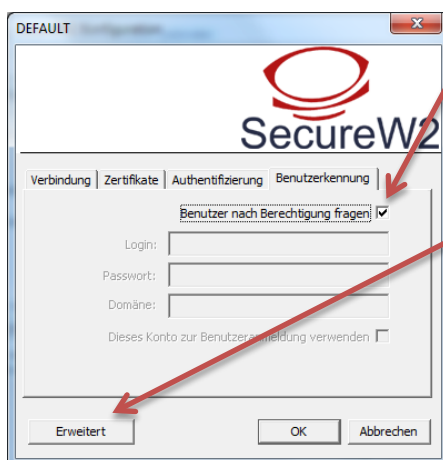 DEFAULT
SecureW2
Verbindung Zertifikate Authentifizierung Benutzerkennung
Benutzer nach Berechtigung fragen
Login:
Passwort:
Domäne:
Dieses Konto zur Benutzeranmeldung verwenden
Erweitert OK Abbrechen